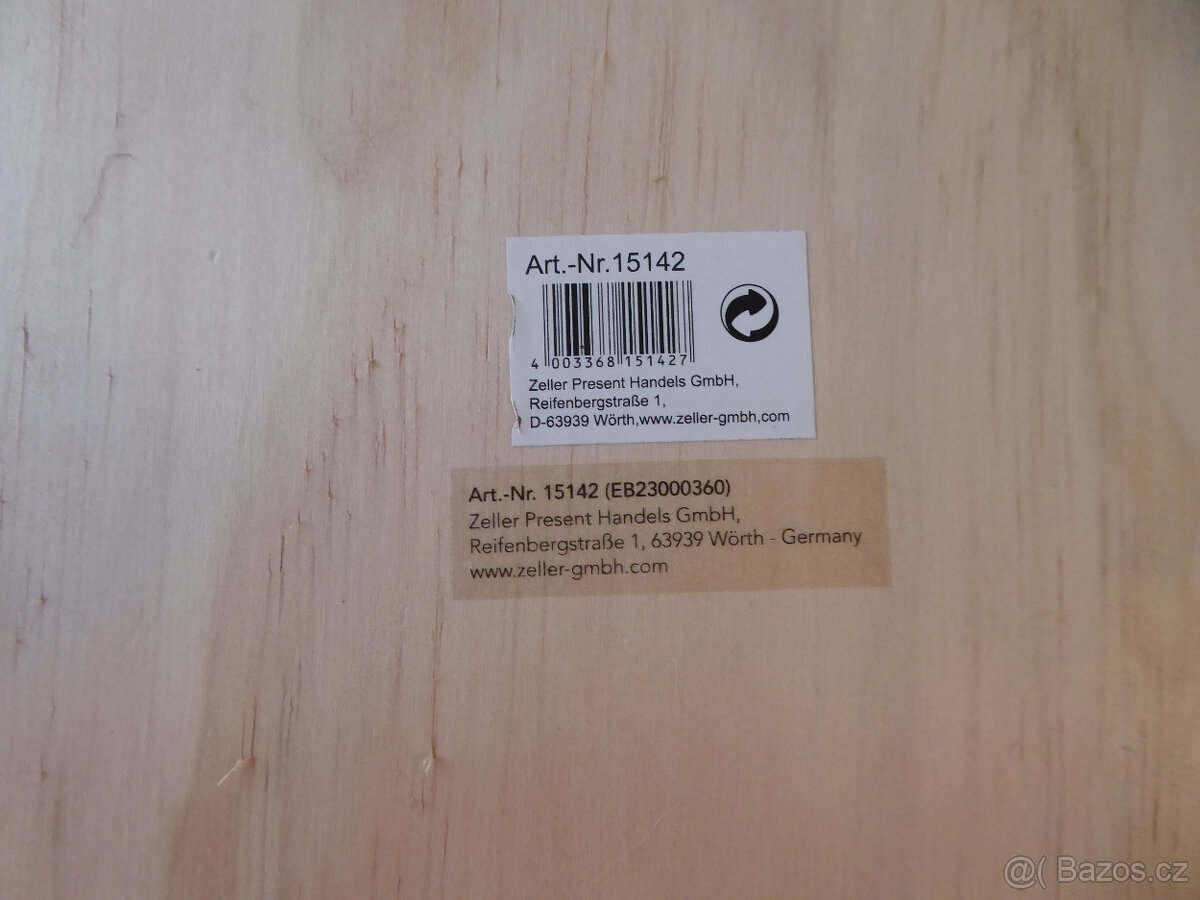 Art.-Nr.15142
4 003368 151427
Zeller Present Handels GmbH,
Reifenbergstraße 1,
D-63939 Wörth,www.zeller-gmbh,com
Art.-Nr. 15142 (EB23000360)
Zeller Present Handels GmbH,
Reifenbergstraße 1, 63939 Wörth - Germany
www.zeller-gmbh.com
@( Bazos.cz